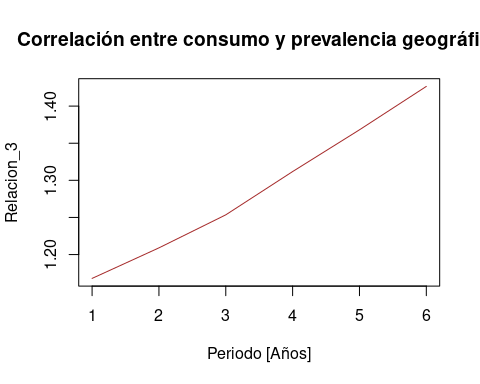 Correlación entre consumo y prevalencia geográfi
Relacion_3
1.40
1.30
1.20
1 2 3 4 5 6
Periodo [Años]